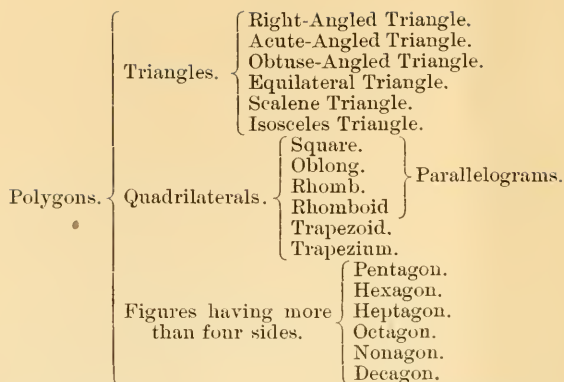 Right-Angled Triangle.
Acute-Angled Triangle.
Triangles.
Obtuse-Angled Triangle.
Equilateral Triangle.
Scalene Triangle.
Isosceles Triangle.
Polygons.
Quadrilaterals.
Square.
Oblong.
Rhomb.
Rhomboid
Parallelograms.
Trapezoid.
Trapezium.
Figures having more
than four sides.
Pentagon.
Hexagon.
Heptagon.
Octagon.
Nonagon.
Decagon.